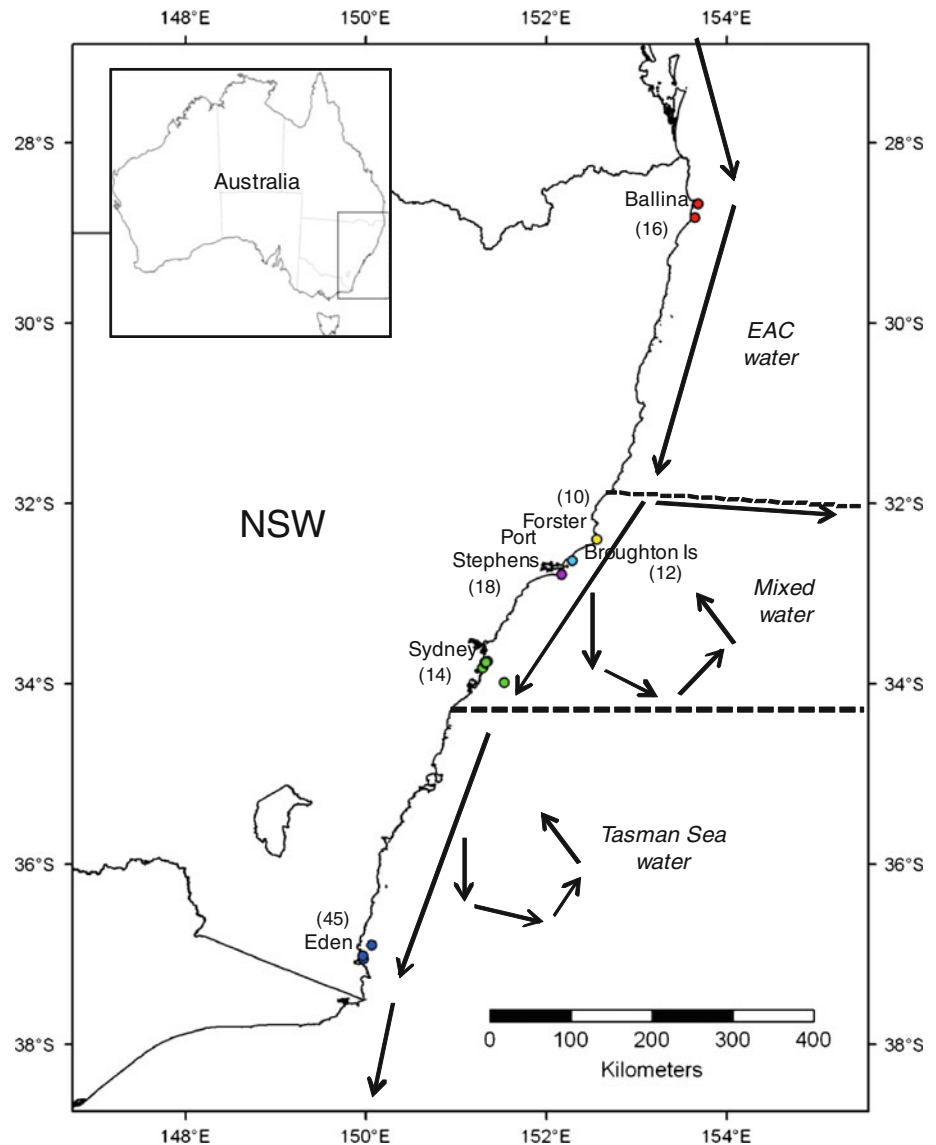 148°E 150°E 152°E 154°E
Australia
28°S 28°S
Ballina
(16)
30°S 30°S
EAC
water
32°S 32°S
(10)
NSW
Forster
Port
Stephens
Broughton Is
(12)
(18)
Mixed
water
Sydney
(14)
34°S 34°S
Tasman Sea
water
36°S 36°S
(45)
Eden
38°S 38°S
0 100 200 300 400
Kilometers
148°E 150°E 152°E 154°E